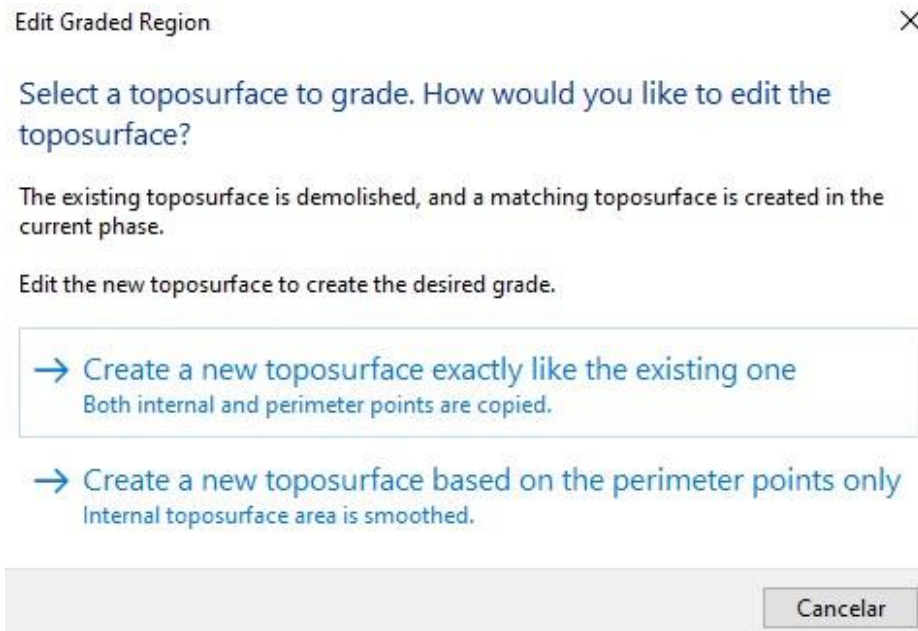 Edit Graded Region
Select a toposurface to grade. How would you like to edit the
toposurface?
The existing toposurface is demolished, and a matching toposurface is created in the
current phase.
Edit the new toposurface to create the desired grade.
Create a new toposurface exactly like the existing one
Both internal and perimeter points are copied.
Create a new toposurface based on the perimeter points only
Internal toposurface area is smoothed.
Cancelar